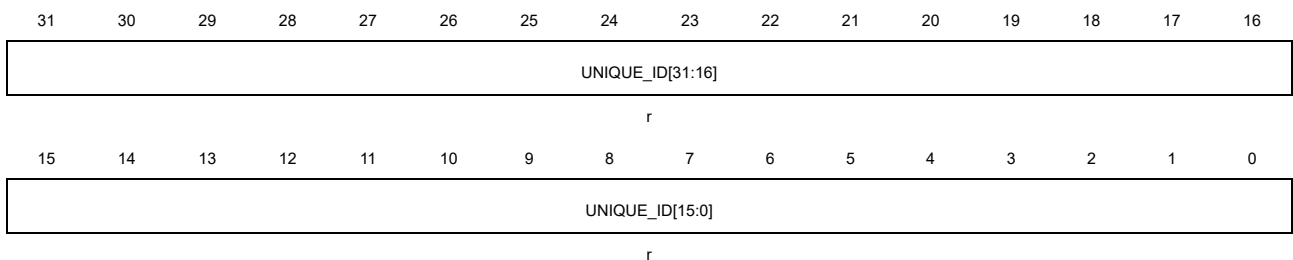 31 30 29 28 27 26 25 24 23 22 21 20 19 18 17 16
UNIQUE_ID[31:16]
r
15 14 13 12 11 10 9 8 7 6 5 4 3 2 1 0
UNIQUE_ID[15:0]
r